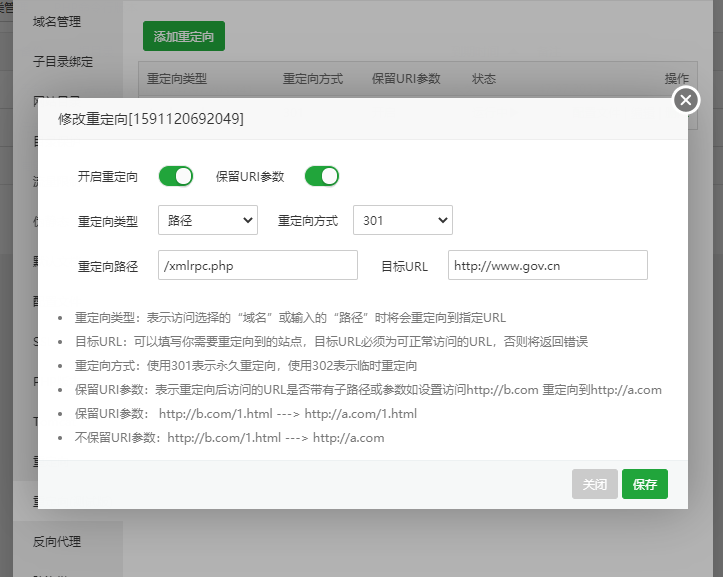 域名管理
添加重定向
子目录绑定
重定向类型 重定向方式 保留URI参数 状态 操作
修改重定向[1591120692049]
开启重定向 保留URI参数
重定向类型 路径 重定向方式 301
重定向路径 /xmlrpc.php 目标URL http://www.gov.cn
• 重定向类型：表示访问选择的“域名”或输入的“路径”时将会重定向到指定URL
• 目标URL：可以填写你需要重定向到的站点，目标URL必须为可正常访问的URL，否则将返回错误
• 重定向方式：使用301表示永久重定向，使用302表示临时重定向
• 保留URI参数：表示重定向后访问的URL是否带有子路径或参数如设置访问http://b.com 重定向到http://a.com
• 保留URI参数： http://b.com/1.html ---> http://a.com/1.html
• 不保留URI参数：http://b.com/1.html ---> http://a.com
关闭 保存
反向代理